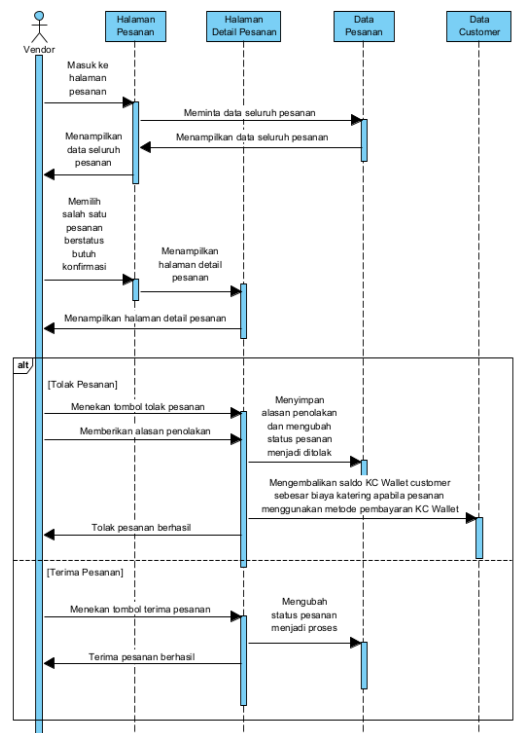 Halaman
Pesanan
Halaman
Detail Pesanan
Data
Pesanan
Data
Customer
Vendor
Masuk ke
halaman
pesanan
Meminta data seluruh pesanan
Menampilkan data seluruh pesanan
Menampilkan
data seluruh
pesanan
Memilih
salah satu
pesanan
berstatus
butuh
konfirmasi
Menampilkan
halaman detail
pesanan
Menampilkan halaman detail pesanan
alt
[Tolak Pesanan]
Menekan tombol tolak pesanan
Memberikan alasan penolakan
Menyimpan
alasan penolakan
dan mengubah
status pesanan
menjadi ditolak
Mengembalikan saldo KC Wallet customer
sebesar biaya katering apabila pesanan
menggunakan metode pembayaran KC Wallet
Tolak pesanan berhasil
[Terima Pesanan]
Menekan tombol terima pesanan
Mengubah
status pesanan
menjadi proses
Terima pesanan berhasil